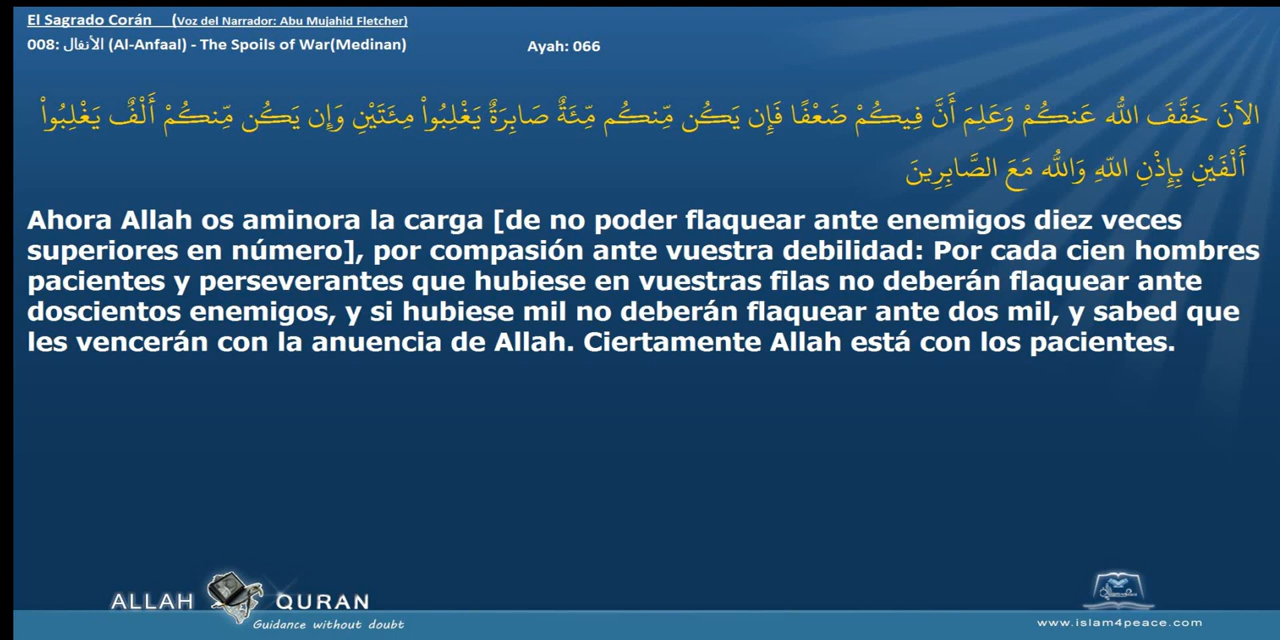 El Sagrado Corán (Voz del Narrador: Abu Mujahid Fletcher)
008: الأنفال (Al-Anfaal) - The Spoils of War(Medinan) Ayah: 066
الآنَ خَفَّفَ اللّهُ عَنكُمْ وَعَلِمَ أَنَّ فِيكُمْ ضَعْفًا فَإِن يَكُن مِّنكُم مِّئَةٌ صَابِرَةٌ يَغْلِبُواْ مِئَتَيْنِ وَإِن يَكُن مِّنكُمْ أَلْفٌ يَغْلِبُواْ
أَلْفَيْنِ بِإِذْنِ اللّهِ وَاللّهُ مَعَ الصَّابِرِينَ
Ahora Allah os aminora la carga [de no poder flaquear ante enemigos diez veces
superiores en número], por compasión ante vuestra debilidad: Por cada cien hombres
pacientes y perseverantes que hubiese en vuestras filas no deberán flaquear ante
doscientos enemigos, y si hubiese mil no deberán flaquear ante dos mil, y sabed que
les vencerán con la anuencia de Allah. Ciertamente Allah está con los pacientes.
ALLAH QURAN
Guidance without doubt
www.islam4peace.com